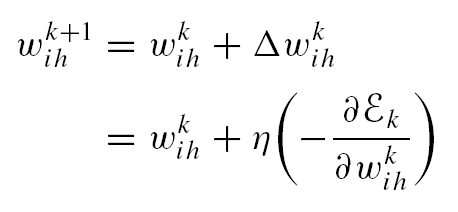 w_{ih}^{k+1} = w_{ih}^{k} + Δw_{ih}^{k}
= w_{ih}^{k} + η(−∂ℰ_k/∂w_{ih}^{k})